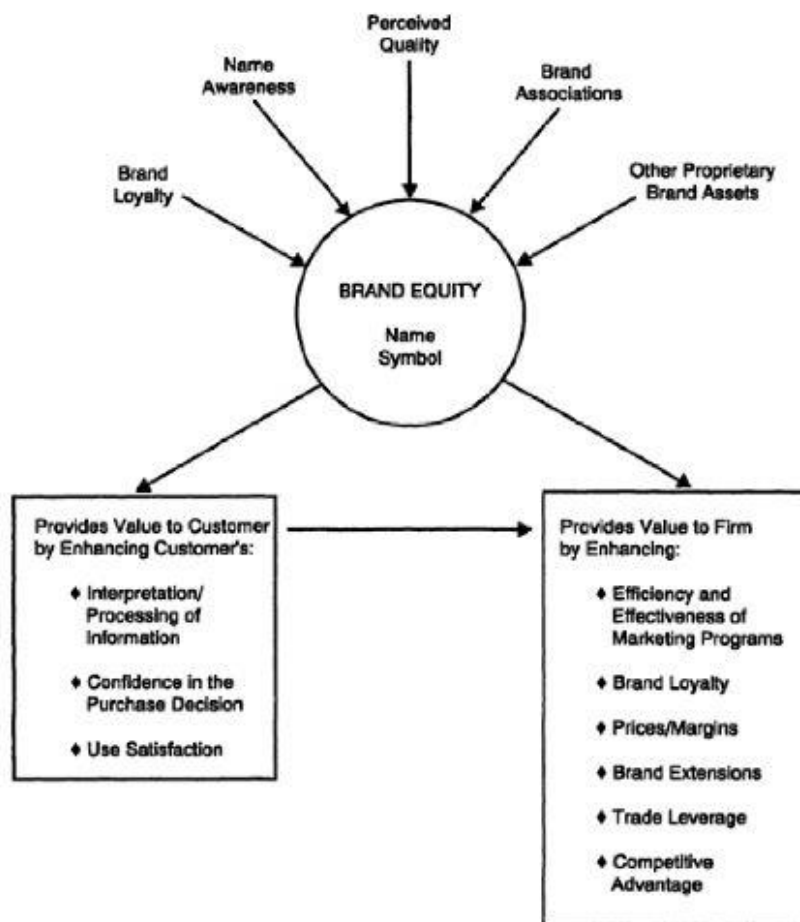 Perceived
Quality
Name
Awareness
Brand
Associations
Brand
Loyalty
Other Proprietary
Brand Assets
BRAND EQUITY
Name
Symbol
Provides Value to Customer
by Enhancing Customer's:
♦ Interpretation/
Processing of
Information
♦ Confidence in the
Purchase Decision
♦ Use Satisfaction
Provides Value to Firm
by Enhancing:
♦ Efficiency and
Effectiveness of
Marketing Programs
♦ Brand Loyalty
♦ Prices/Margins
♦ Brand Extensions
♦ Trade Leverage
♦ Competitive
Advantage